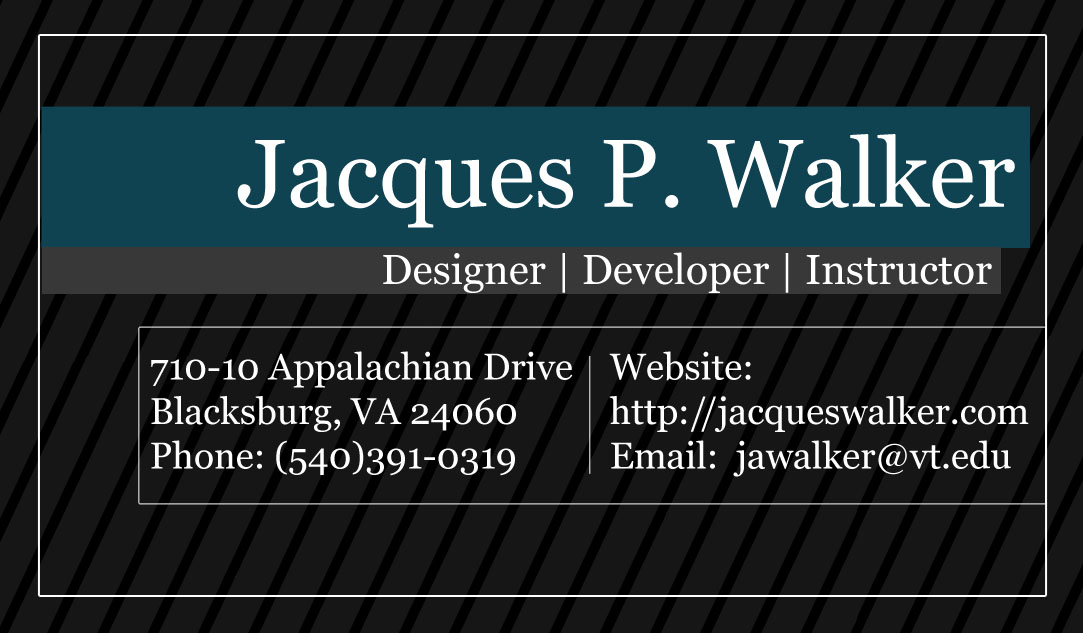 Jacques P. Walker
Designer | Developer | Instructor
710-10 Appalachian Drive
Blacksburg, VA 24060
Phone: (540)391-0319
Website:
http://jacqueswalker.com
Email: jawalker@vt.edu